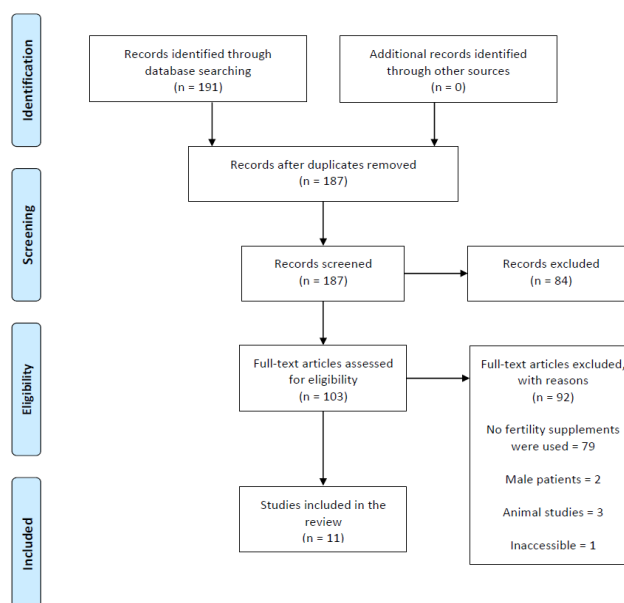 Identification
Records identified through
database searching
(n = 191)
Additional records identified
through other sources
(n = 0)
Records after duplicates removed
(n = 187)
Screening
Records screened
(n = 187)
Records excluded
(n = 84)
Eligibility
Full-text articles assessed
for eligibility
(n = 103)
Full-text articles excluded,
with reasons
(n = 92)
No fertility supplements
were used = 79
Male patients = 2
Animal studies = 3
Inaccessible = 1
Included
Studies included in the
review
(n = 11)